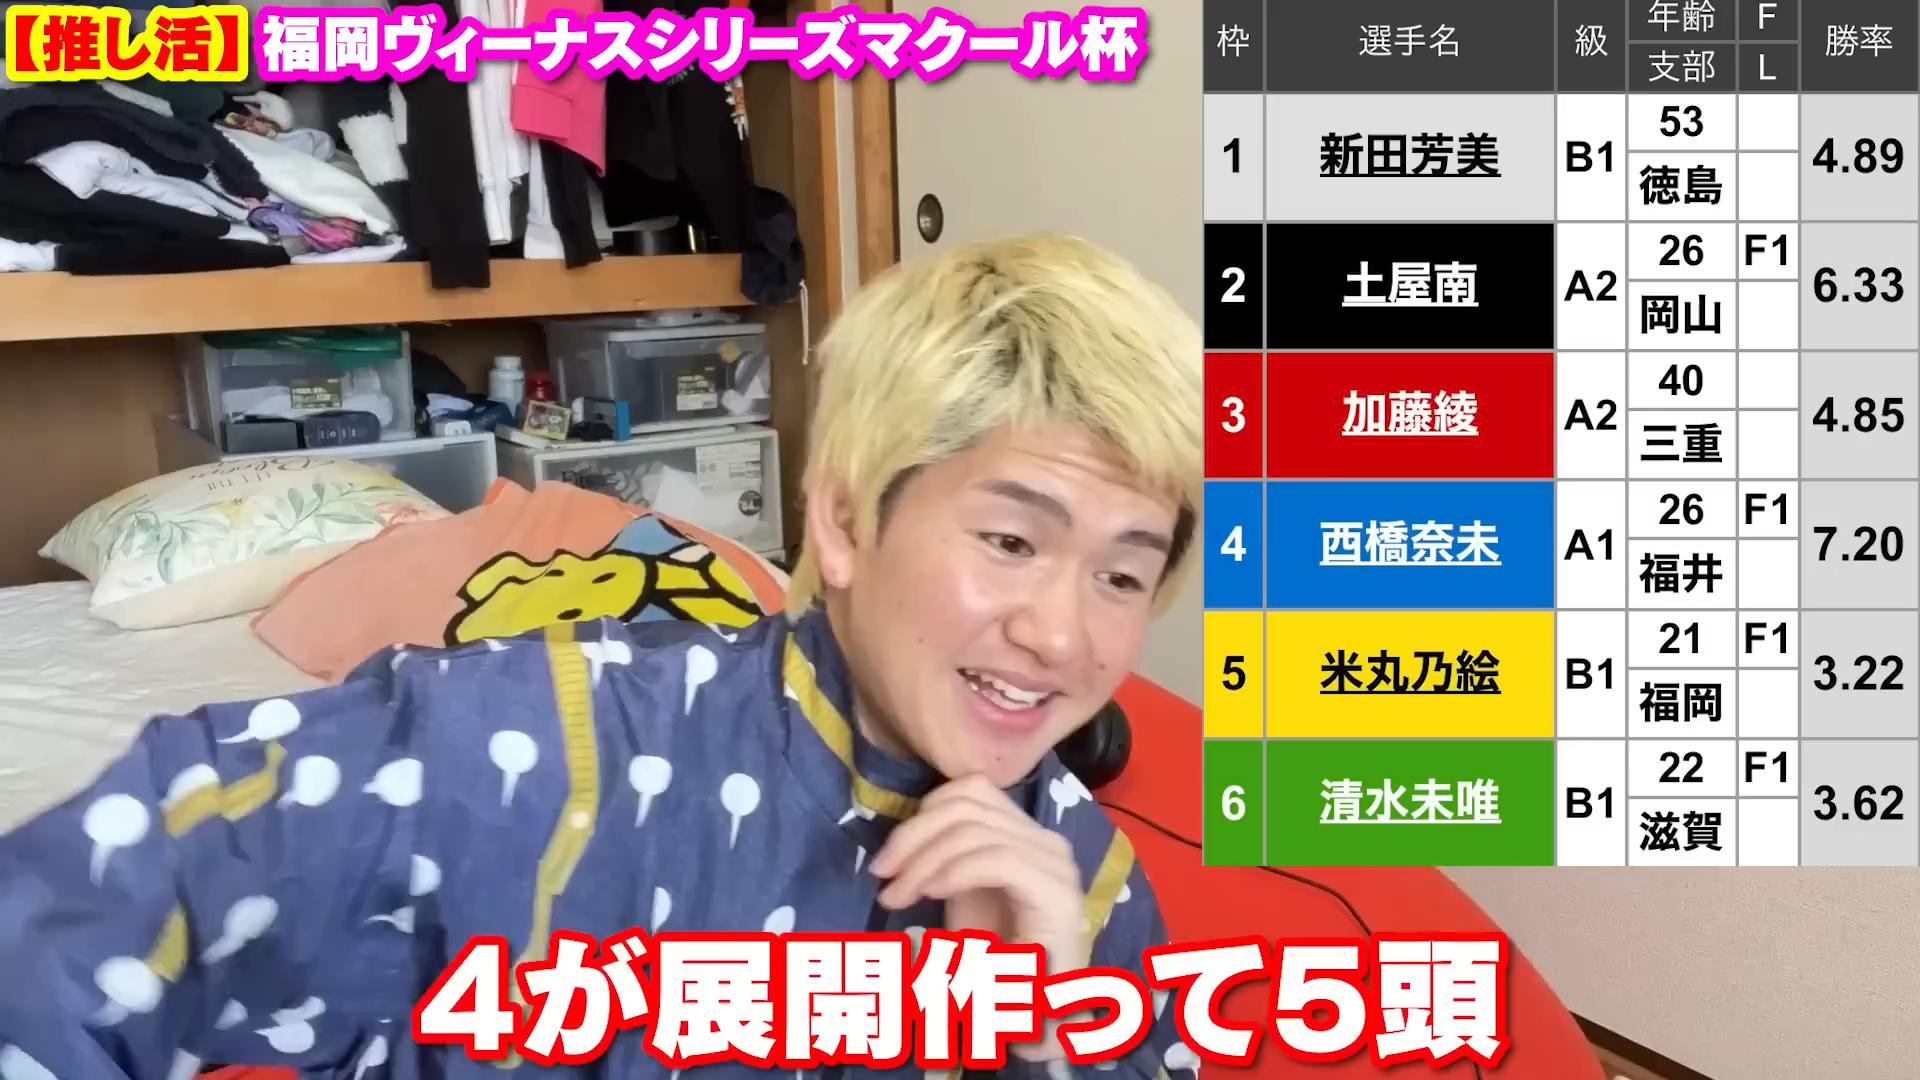 【推し活】福岡ヴィーナスシリーズマクール杯
枠 選手名 級 年齢 F 勝率
支部 L
1 新田芳美 B1 53 4.89
徳島
2 土屋南 A2 26 F1 6.33
岡山
3 加藤綾 A2 40 4.85
三重
4 西橋奈未 A1 26 F1 7.20
福井
5 米丸乃絵 B1 21 F1 3.22
福岡
6 清水未唯 B1 22 F1 3.62
滋賀
4が展開作って5頭